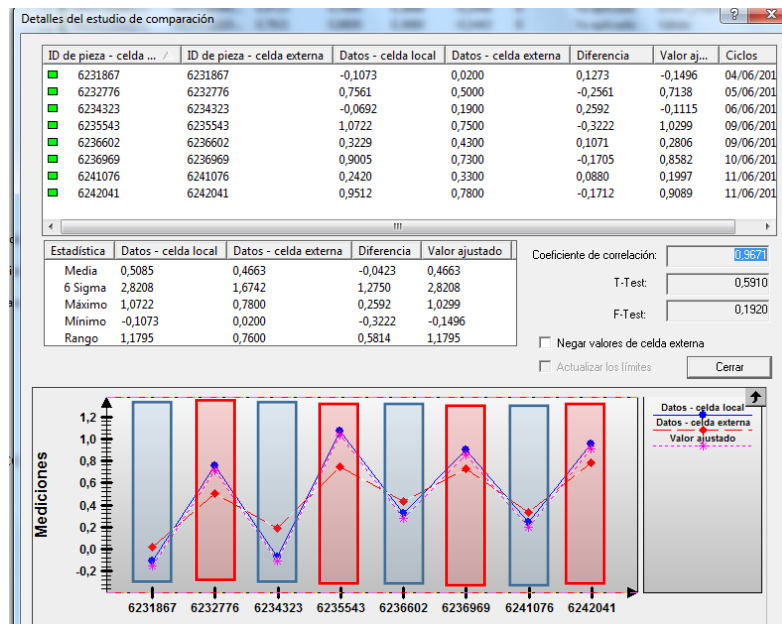 Detalles del estudio de comparación
ID de pieza - celda ... ID de pieza - celda externa Datos - celda local Datos - celda externa Diferencia Valor aj... Ciclos
6231867 6231867 -0,1073 0,0200 0,1273 -0,1496 04/06/201
6232776 6232776 0,7561 0,5000 -0,2561 0,7138 05/06/201
6234323 6234323 -0,0692 0,1900 0,2592 -0,1115 06/06/201
6235543 6235543 1,0722 0,7500 -0,3222 1,0299 09/06/201
6236602 6236602 0,3229 0,4300 0,1071 0,2806 09/06/201
6236969 6236969 0,9005 0,7300 -0,1705 0,8582 10/06/201
6241076 6241076 0,2420 0,3300 0,0880 0,1997 11/06/201
6242041 6242041 0,9512 0,7800 -0,1712 0,9089 11/06/201
Estadística Datos - celda local Datos - celda externa Diferencia Valor ajustado
Media 0,5085 0,4663 -0,0423 0,4663
6 Sigma 2,8208 1,6742 1,2750 2,8208
Máximo 1,0722 0,7800 0,2592 1,0299
Mínimo -0,1073 0,0200 -0,3222 -0,1496
Rango 1,1795 0,7600 0,5814 1,1795
Coeficiente de correlación: 0,9671
T-Test: 0,5910
F-Test: 0,1920
Negar valores de celda externa
Actualizar los límites
Cerrar
Mediciones
1,2
1,0
0,8
0,6
0,4
0,2
0,0
-0,2
6231867 6232776 6234323 6235543 6236602 6236969 6241076 6242041
Datos - celda local
Datos - celda externa
Valor ajustado